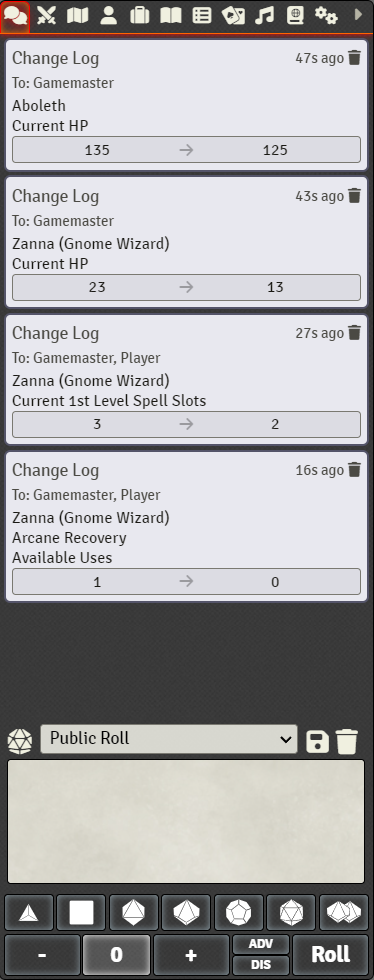 Change Log 47s ago
To: Gamemaster
Aboleth
Current HP
135 → 125
Change Log 43s ago
To: Gamemaster
Zanna (Gnome Wizard)
Current HP
23 → 13
Change Log 27s ago
To: Gamemaster, Player
Zanna (Gnome Wizard)
Current 1st Level Spell Slots
3 → 2
Change Log 16s ago
To: Gamemaster, Player
Zanna (Gnome Wizard)
Arcane Recovery
Available Uses
1 → 0
Public Roll
- 0 + ADV DIS Roll